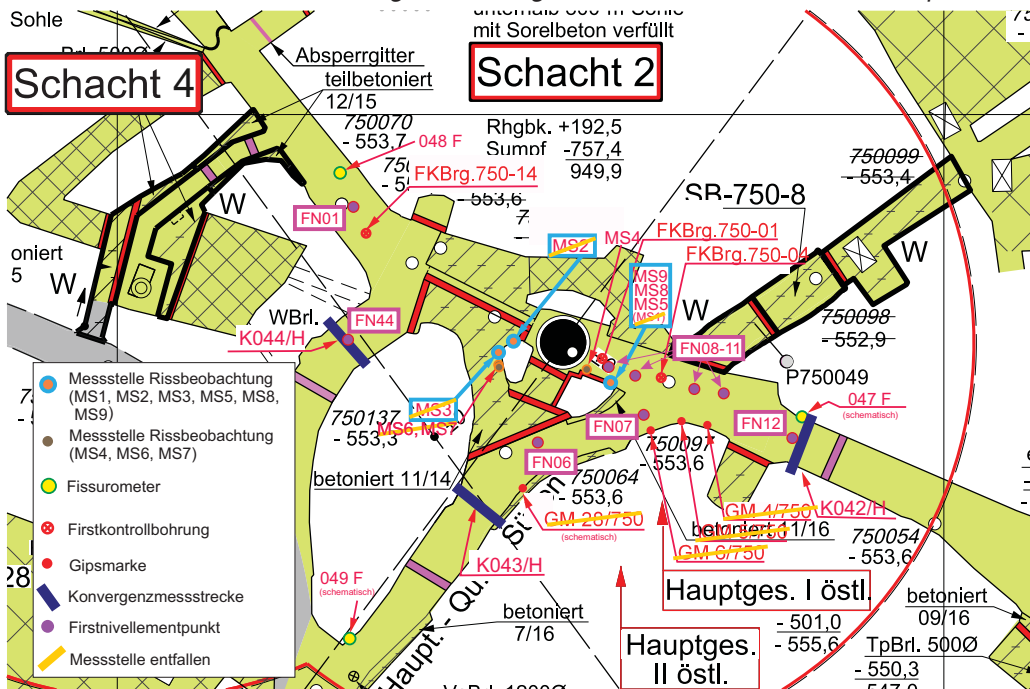 Sohle
mit Sorelbeton verfüllt
Absperrgitter
teilbetoniert
12/15
Schacht 4
Schacht 2
750070
- 553,7
048 F
Rhgbk. +192,5
Sumpf -757,4
949,9
750099
- 553,4
FKBrg.750-14
- 553,6
SB-750-8
FN01
W
MS2
MS4
FKBrg.750-01
FKBrg.750-04
oniert
5
W
MS9
MS8
MS5
(MS1)
W
W
750098
- 552,9
WBrl.
FN44
K044/H
FN08-11
P750049
Messstelle Rissbeobachtung
(MS1, MS2, MS3, MS5, MS8,
MS9)
Messstelle Rissbeobachtung
(MS4, MS6, MS7)
Fissurometer
Firstkontrollbohrung
Gipsmarke
Konvergenzmessstrecke
Firstnivellementpunkt
Messstelle entfallen
750137
- 553,3
MS3
MS6, MS7
047 F
(schematisch)
FN07
FN12
FN06
750097
- 553,6
betoniert 11/14
750064
- 553,6
GM-28/750
(schematisch)
GM-4/750
K042/H
betoniert 11/16
GM-6/750
750054
- 553,6
K043/H
049 F
(schematisch)
Hauptges. I östl.
betoniert
7/16
Haupt. - Qu.
Hauptges.
II östl.
- 501,0
- 555,6
betoniert
09/16
TpBrl. 500Ø
- 550,3